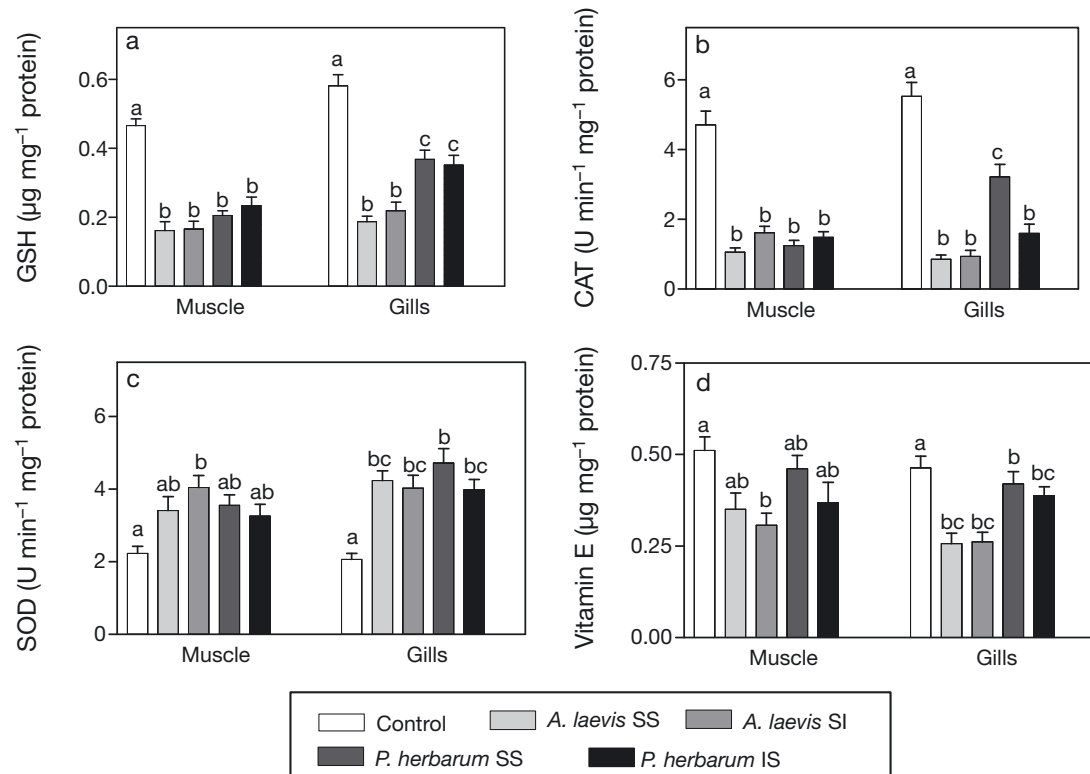 a
GSH (µg mg⁻¹ protein)
0.6
0.4
0.2
0.0
a
b
b
b
b
a
b
b
c
c
Muscle
Gills
b
CAT (U min⁻¹ mg⁻¹ protein)
6
4
2
0
a
b
b
b
b
a
b
b
c
b
Muscle
Gills
c
SOD (U min⁻¹ mg⁻¹ protein)
6
4
2
0
a
ab
b
ab
ab
a
bc
bc
b
bc
Muscle
Gills
d
Vitamin E (µg mg⁻¹ protein)
0.75
0.50
0.25
0.00
a
ab
b
ab
ab
a
bc
bc
b
bc
Muscle
Gills
Control
A. laevis SS
A. laevis SI
P. herbarum SS
P. herbarum IS